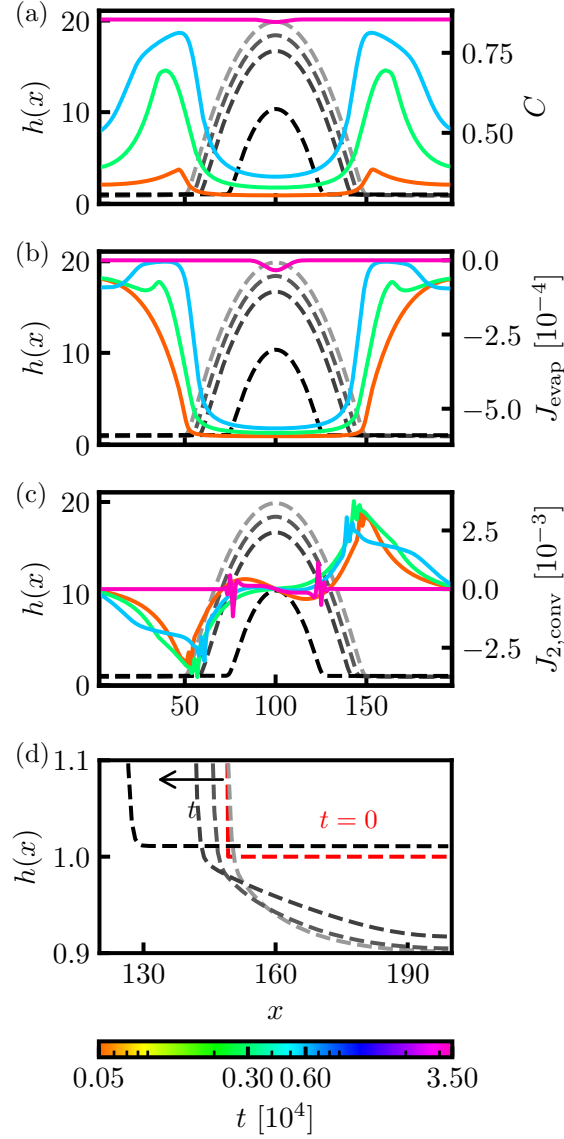 (a)
20
10
0
h(x)
0.75
0.50
C
(b)
20
10
0
h(x)
0.0
−2.5
−5.0
J_evap [10^−4]
(c)
20
10
0
h(x)
2.5
0.0
−2.5
J_2,conv [10^−3]
50 100 150
(d)
1.1
1.0
0.9
h(x)
t
t = 0
130 160 190
x
0.05 0.30 0.60 3.50
t [10^4]